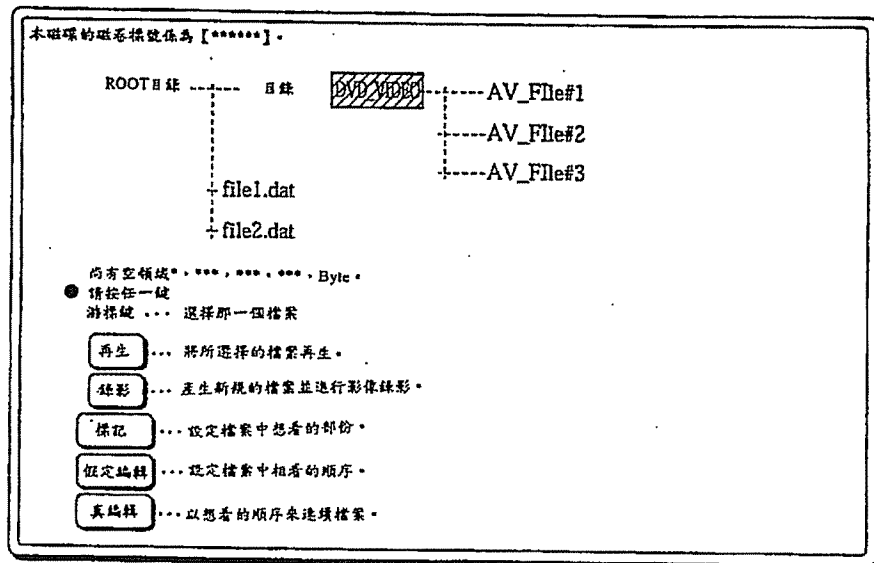 本磁碟的磁卷標號係為[******]。
ROOT目錄 目錄 DVD_VIDEO AV_FIle#1
AV_FIle#2
AV_FIle#3
file1.dat
file2.dat
尚有空領域*,***,***,***,Byte。
● 請按任一鍵
游標鍵 ... 選擇那一個檔案
再生 ... 將所選擇的檔案再生。
錄影 ... 產生新規的檔案並進行影像錄影。
標記 ... 設定檔案中想看的部份。
假定編輯 ... 設定檔案中相看的順序。
真編輯 ... 以想看的順序來連續檔案。